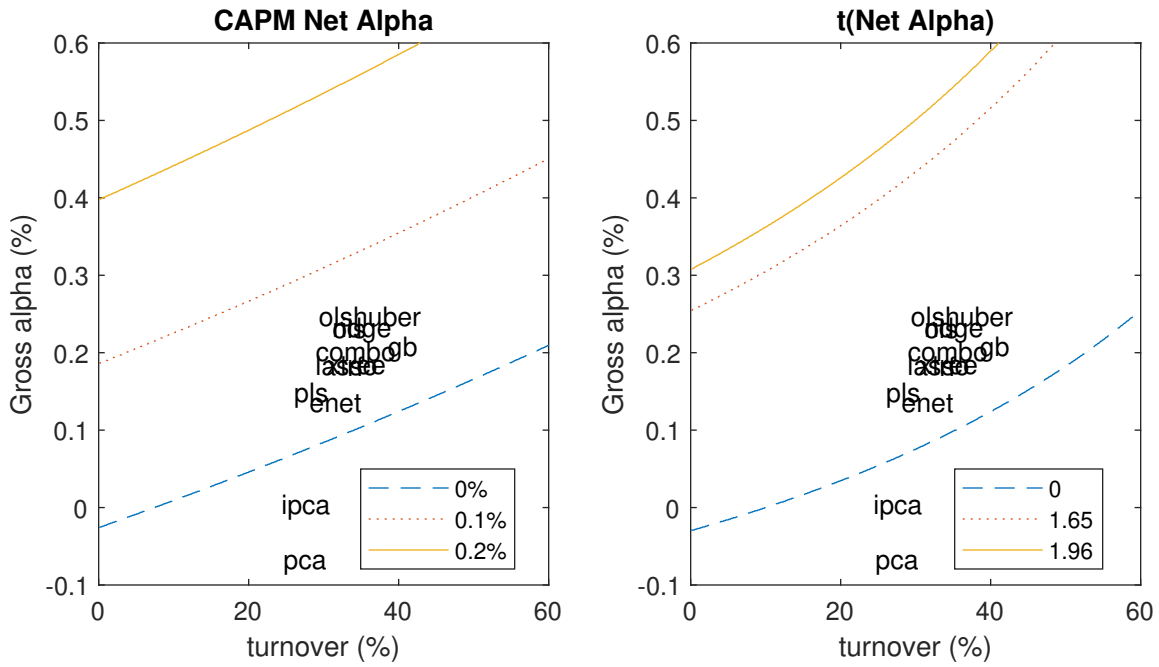 CAPM Net Alpha
0.6
0.5
0.4
0.3
0.2
0.1
0
-0.1
Gross alpha (%)
olshuber
combo
gb
pls
enet
ipca
pca
0%
0.1%
0.2%
0
20
40
60
turnover (%)
t(Net Alpha)
0.6
0.5
0.4
0.3
0.2
0.1
0
-0.1
Gross alpha (%)
olshuber
combo
gb
pls
enet
ipca
pca
0
1.65
1.96
0
20
40
60
turnover (%)